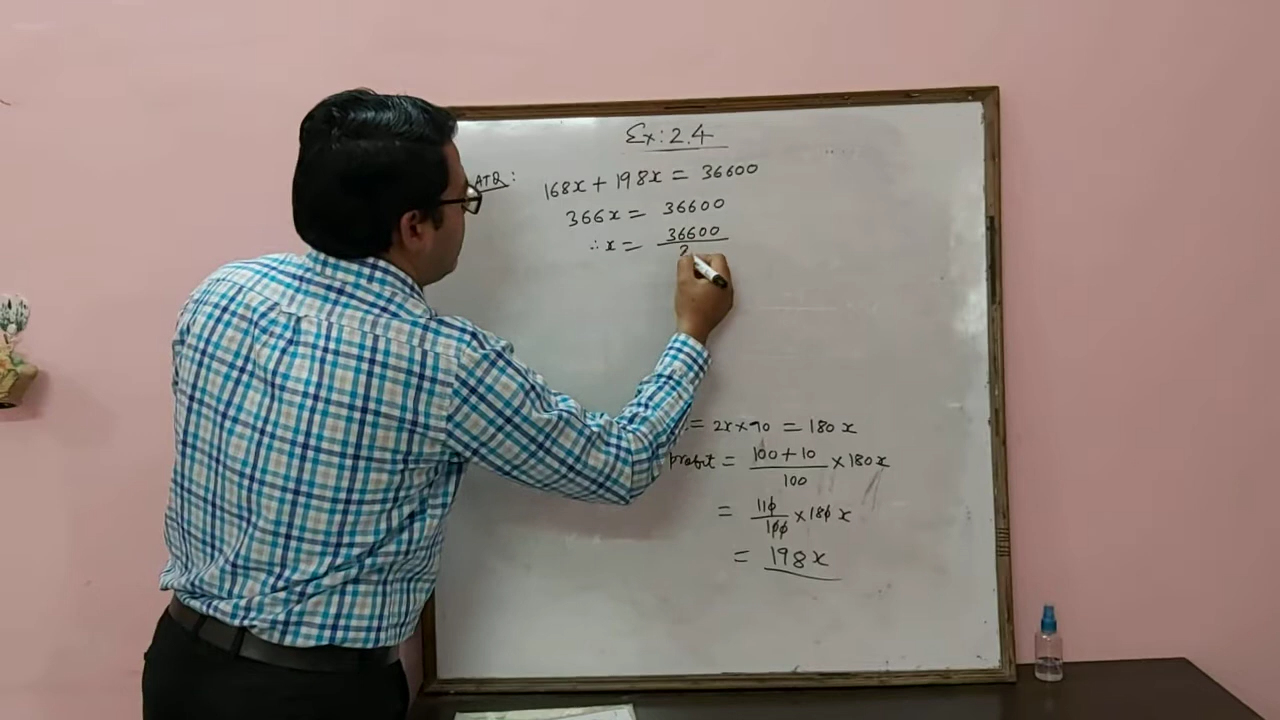 Ex: 2.4
ATQ:
168x + 198x = 36600
366x = 36600
∴ x = 36600 / 3
= 2x × 90 = 180x
profit = 100 + 10 / 100 × 180x
= 110 / 100 × 180x
= 198x